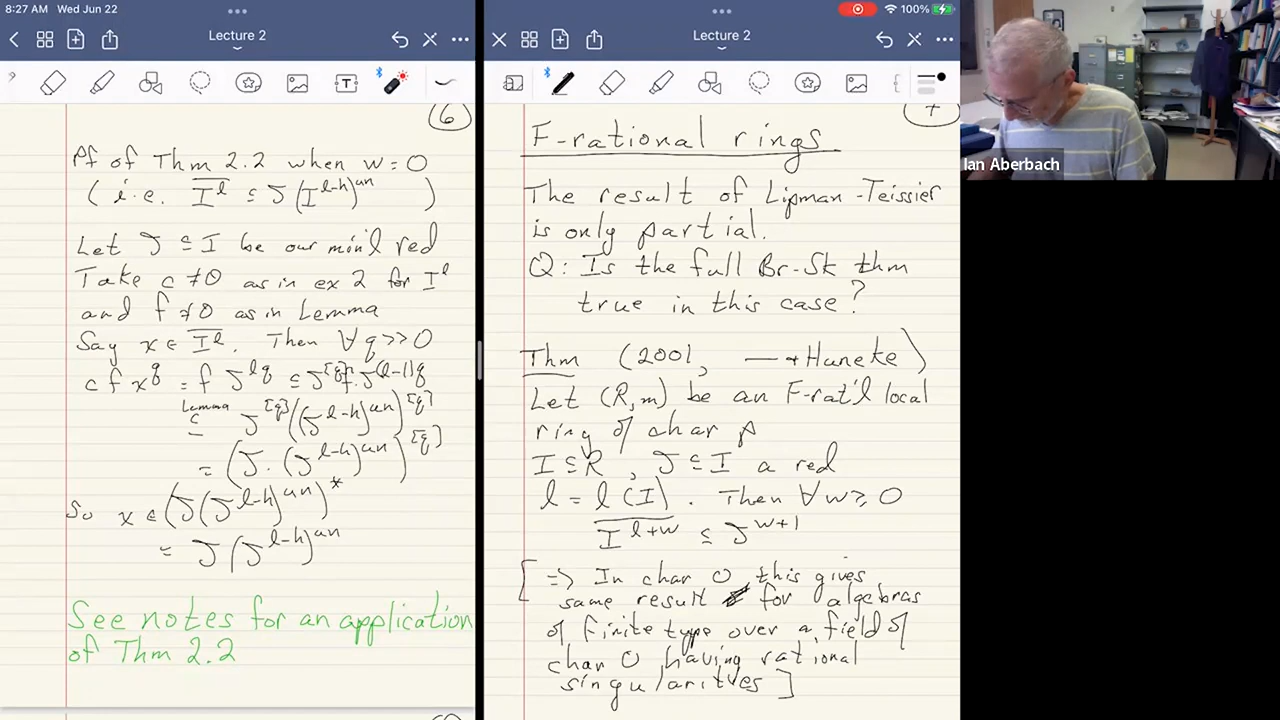 8:27 AM Wed Jun 22
100%
Lecture 2
Lecture 2
T
6
Pf of Thm 2.2 when w = 0
( i.e. \overline{I^l} ⊆ J (I^{l-h})^{un} )
Let J ⊆ I be our min'l red
Take c ≠ 0 as in ex 2 for I^l
and f ≠ 0 as in Lemma
Say x ∈ \overline{I^l}. Then ∀ q >> 0
c f x^q = f J^{lq} ⊆ J^{[q]} f · J^{(l-1)q}
Lemma
⊆ J^{[q]} ((J^{l-h})^{un})^{[q]}
= (J · (J^{l-h})^{un})^{[q]}
So x ∈ (J (J^{l-h})^{un})^*
= J (J^{l-h})^{un}
See notes for an application
of Thm 2.2
7
F-rational rings
The result of Lipman-Teissier
is only partial.
Q: Is the full Br-Sk thm
true in this case?
Thm (2001, — + Huneke)
Let (R, m) be an F-rat'l local
ring of char p
I ⊆ R, J ⊆ I a red
l = l(I). Then ∀ w ≥ 0
\overline{I^{l+w}} ⊆ J^{w+1}
[ => In char 0 this gives
same result for algebras
of finite type over a field of
char 0 having rational
singularities ]
Ian Aberbach